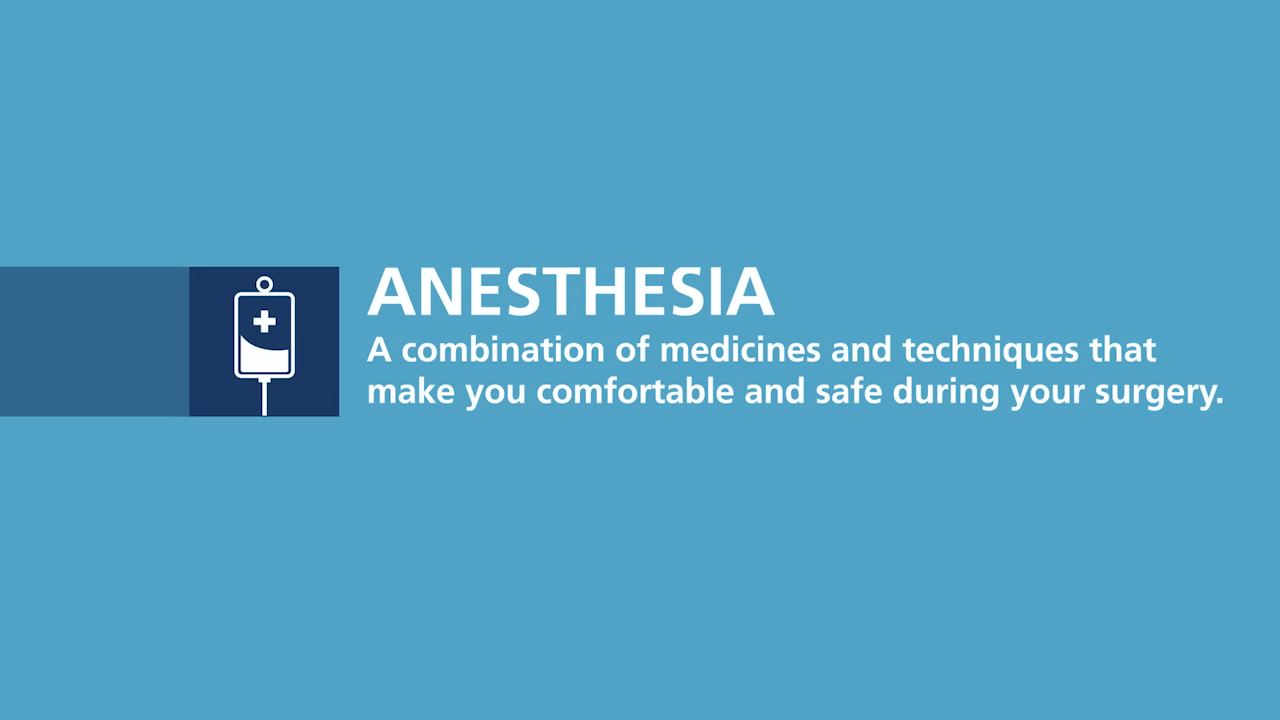 ANESTHESIA
A combination of medicines and techniques that
make you comfortable and safe during your surgery.